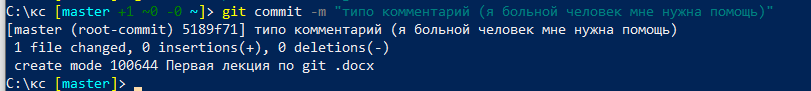 C:\кс [master +1 ~0 -0 ~]> git commit -m "типо комментарий (я больной человек мне нужна помощь)"
[master (root-commit) 5189f71] типо комментарий (я больной человек мне нужна помощь)
 1 file changed, 0 insertions(+), 0 deletions(-)
 create mode 100644 Первая лекция по git .docx
C:\кс [master]> _